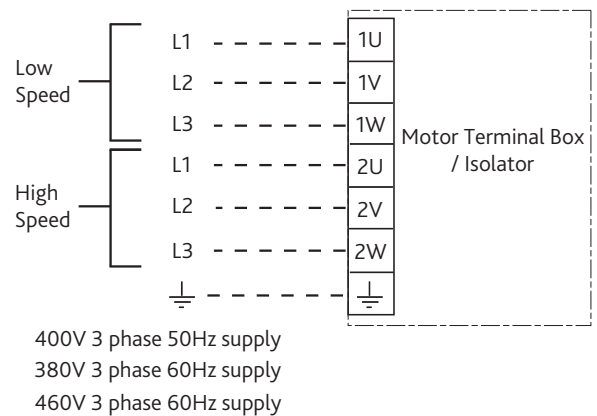 Low
Speed
L1
1U
L2
1V
L3
1W
High
Speed
L1
2U
L2
2V
L3
2W
Motor Terminal Box
/ Isolator
400V 3 phase 50Hz supply
380V 3 phase 60Hz supply
460V 3 phase 60Hz supply